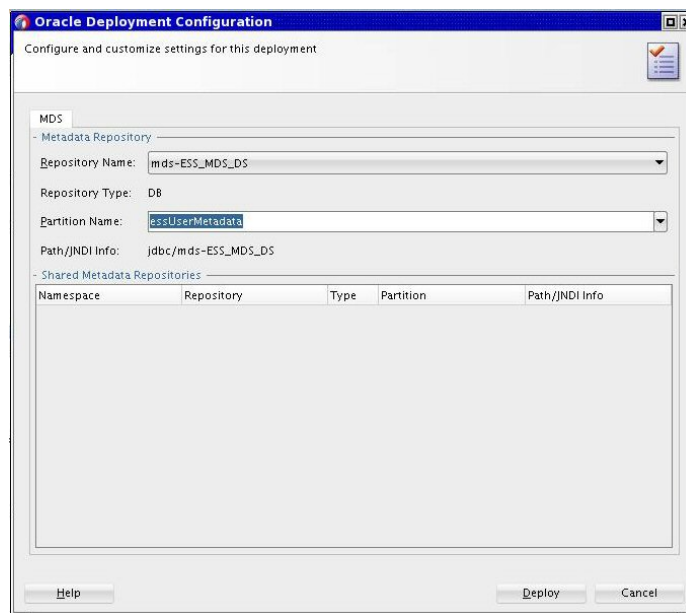 Oracle Deployment Configuration
Configure and customize settings for this deployment
MDS
Metadata Repository
Repository Name: mds-ESS_MDS_DS
Repository Type: DB
Partition Name: essUserMetadata
Path/JNDI Info: jdbc/mds-ESS_MDS_DS
Shared Metadata Repositories
Namespace Repository Type Partition Path/JNDI Info
Help Deploy Cancel